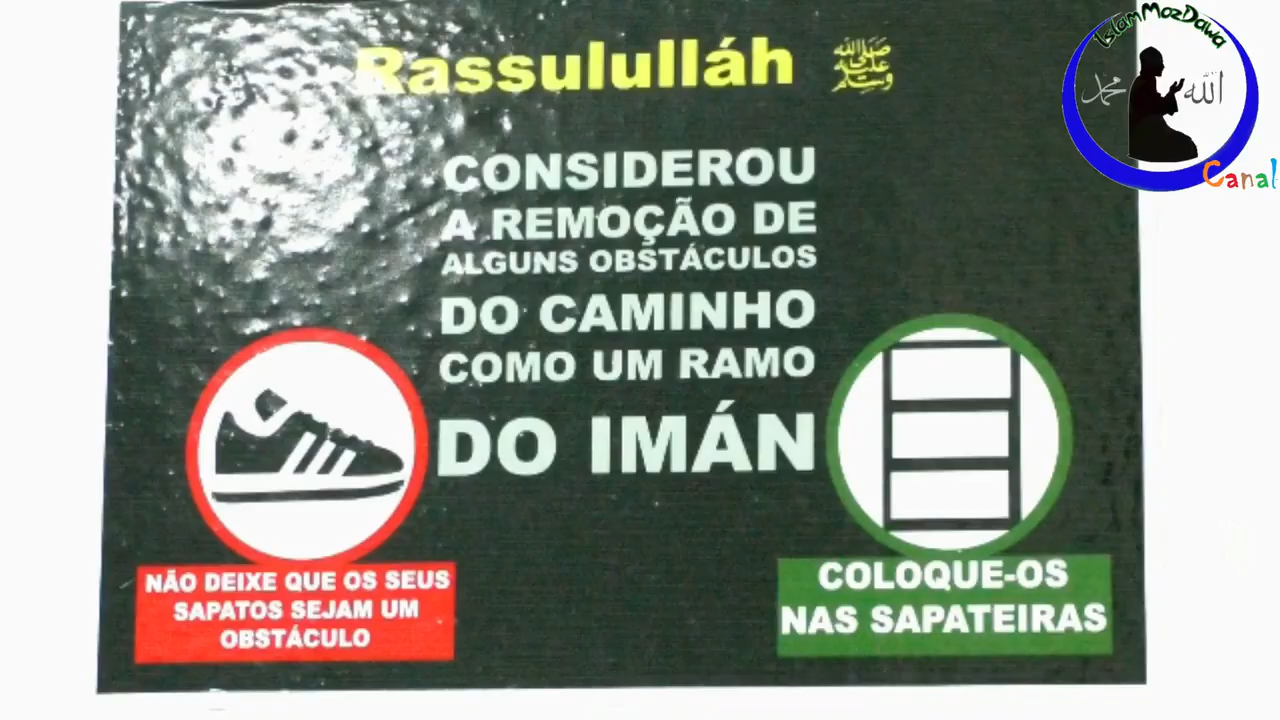 IslamMozDawa
محمد
الله
Canal
Rassulullá​h ﷺ
CONSIDEROU
A REMOÇÃO DE
ALGUNS OBSTÁCULOS
DO CAMINHO
COMO UM RAMO
DO IMÁN
NÃO DEIXE QUE OS SEUS
SAPATOS SEJAM UM
OBSTÁCULO
COLOQUE-OS
NAS SAPATEIRAS